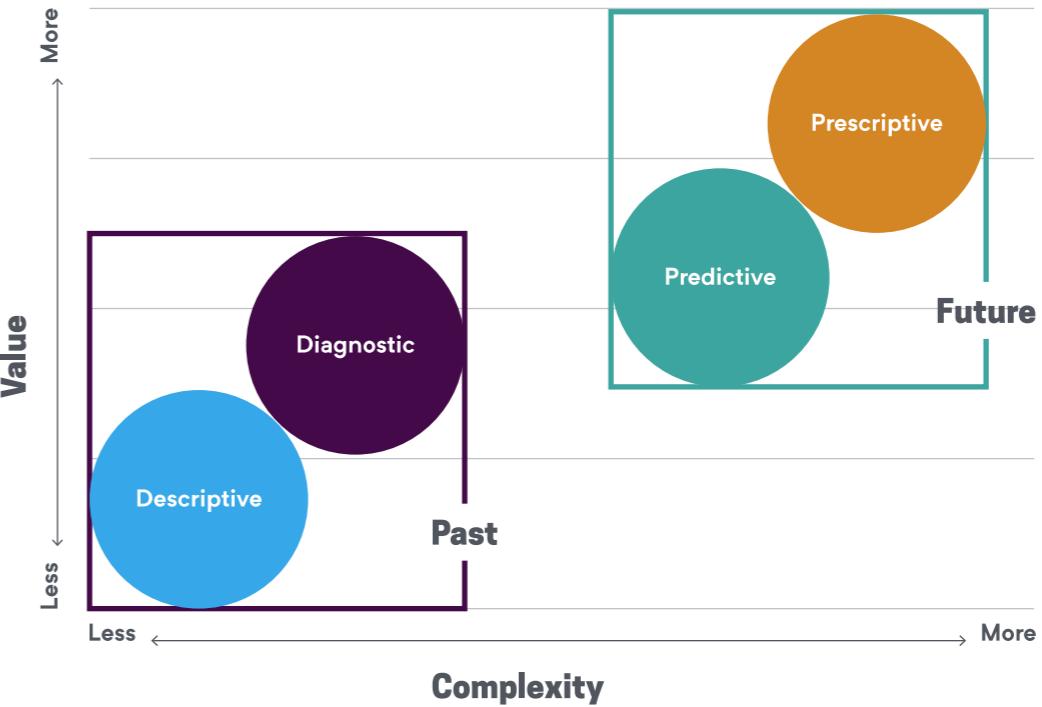 More
Prescriptive
Predictive
Future
Diagnostic
Value
Descriptive
Past
Less
Less
More
Complexity